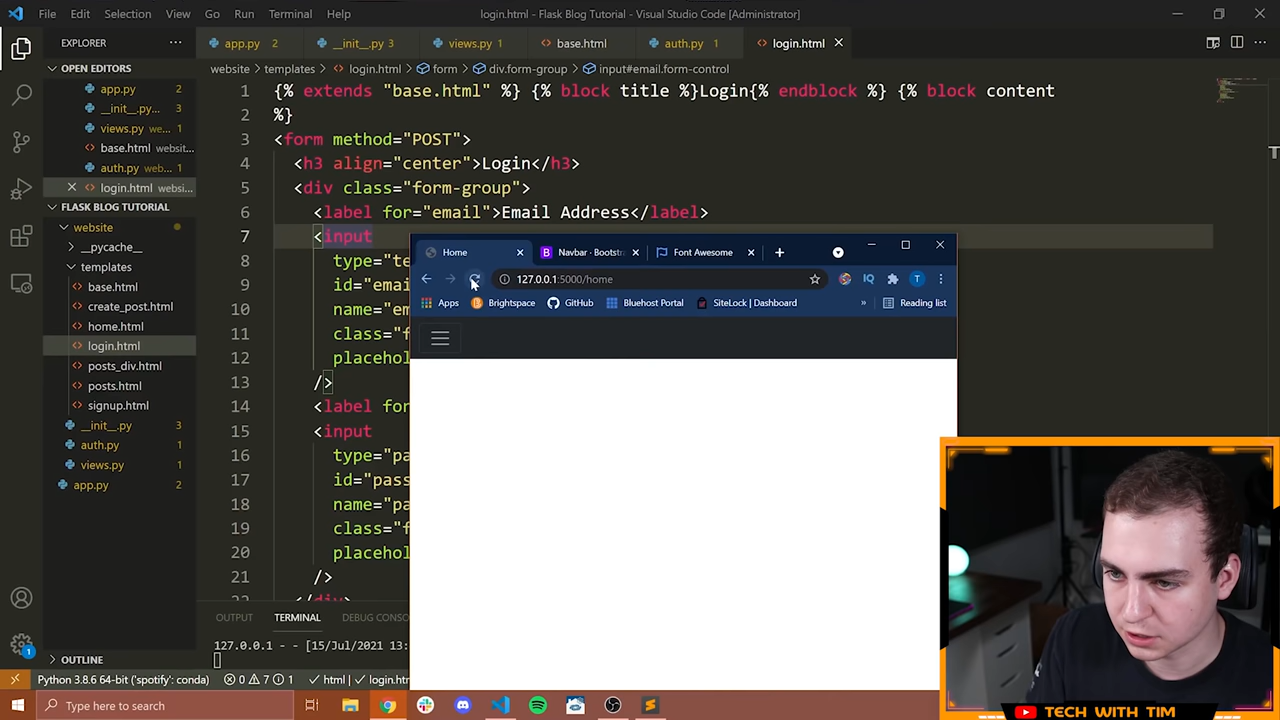 File Edit Selection View Go Run Terminal Help login.html - Flask Blog Tutorial - Visual Studio Code [Administrator]
EXPLORER ··· app.py 2 __init__.py 3 views.py 1 base.html auth.py 1 login.html
OPEN EDITORS
website > templates > login.html > form > div.form-group > input#email.form-control
app.py 2
__init__.py... 3
views.py we... 1
base.html websit...
auth.py web... 1
login.html websi...
FLASK BLOG TUTORIAL
website
__pycache__
templates
base.html
create_post.html
home.html
login.html
posts_div.html
posts.html
signup.html
__init__.py 3
auth.py 1
views.py
app.py 2
OUTLINE
1 {% extends "base.html" %} {% block title %}Login{% endblock %} {% block content
2 %}
3 <form method="POST">
4 <h3 align="center">Login</h3>
5 <div class="form-group">
6 <label for="email">Email Address</label>
7 <input
8 type="te
9 id="emai
10 name="em
11 class="f
12 placehol
13 />
14 <label for
15 <input
16 type="pa
17 id="pass
18 name="pa
19 class="f
20 placehol
21 />
Home Navbar · Bootstra Font Awesome
127.0.0.1:5000/home
Apps Brightspace GitHub Bluehost Portal SiteLock | Dashboard » Reading list
OUTPUT TERMINAL DEBUG CONSO
127.0.0.1 - - [15/Jul/2021 13:
Python 3.8.6 64-bit ('spotify': conda) 0 7 1 html login.ht
Type here to search
TECH WITH TIM